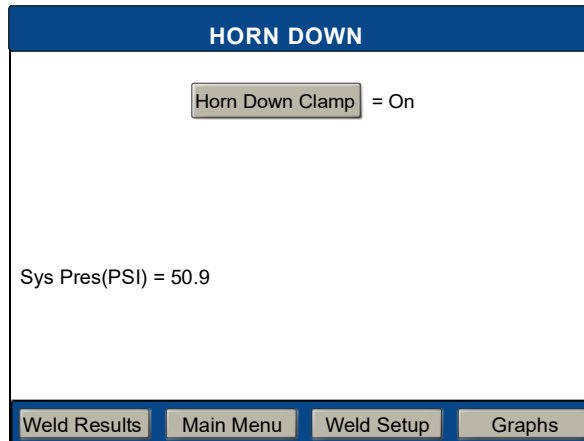 HORN DOWN
Horn Down Clamp = On
Sys Pres(PSI) = 50.9
Weld Results Main Menu Weld Setup Graphs